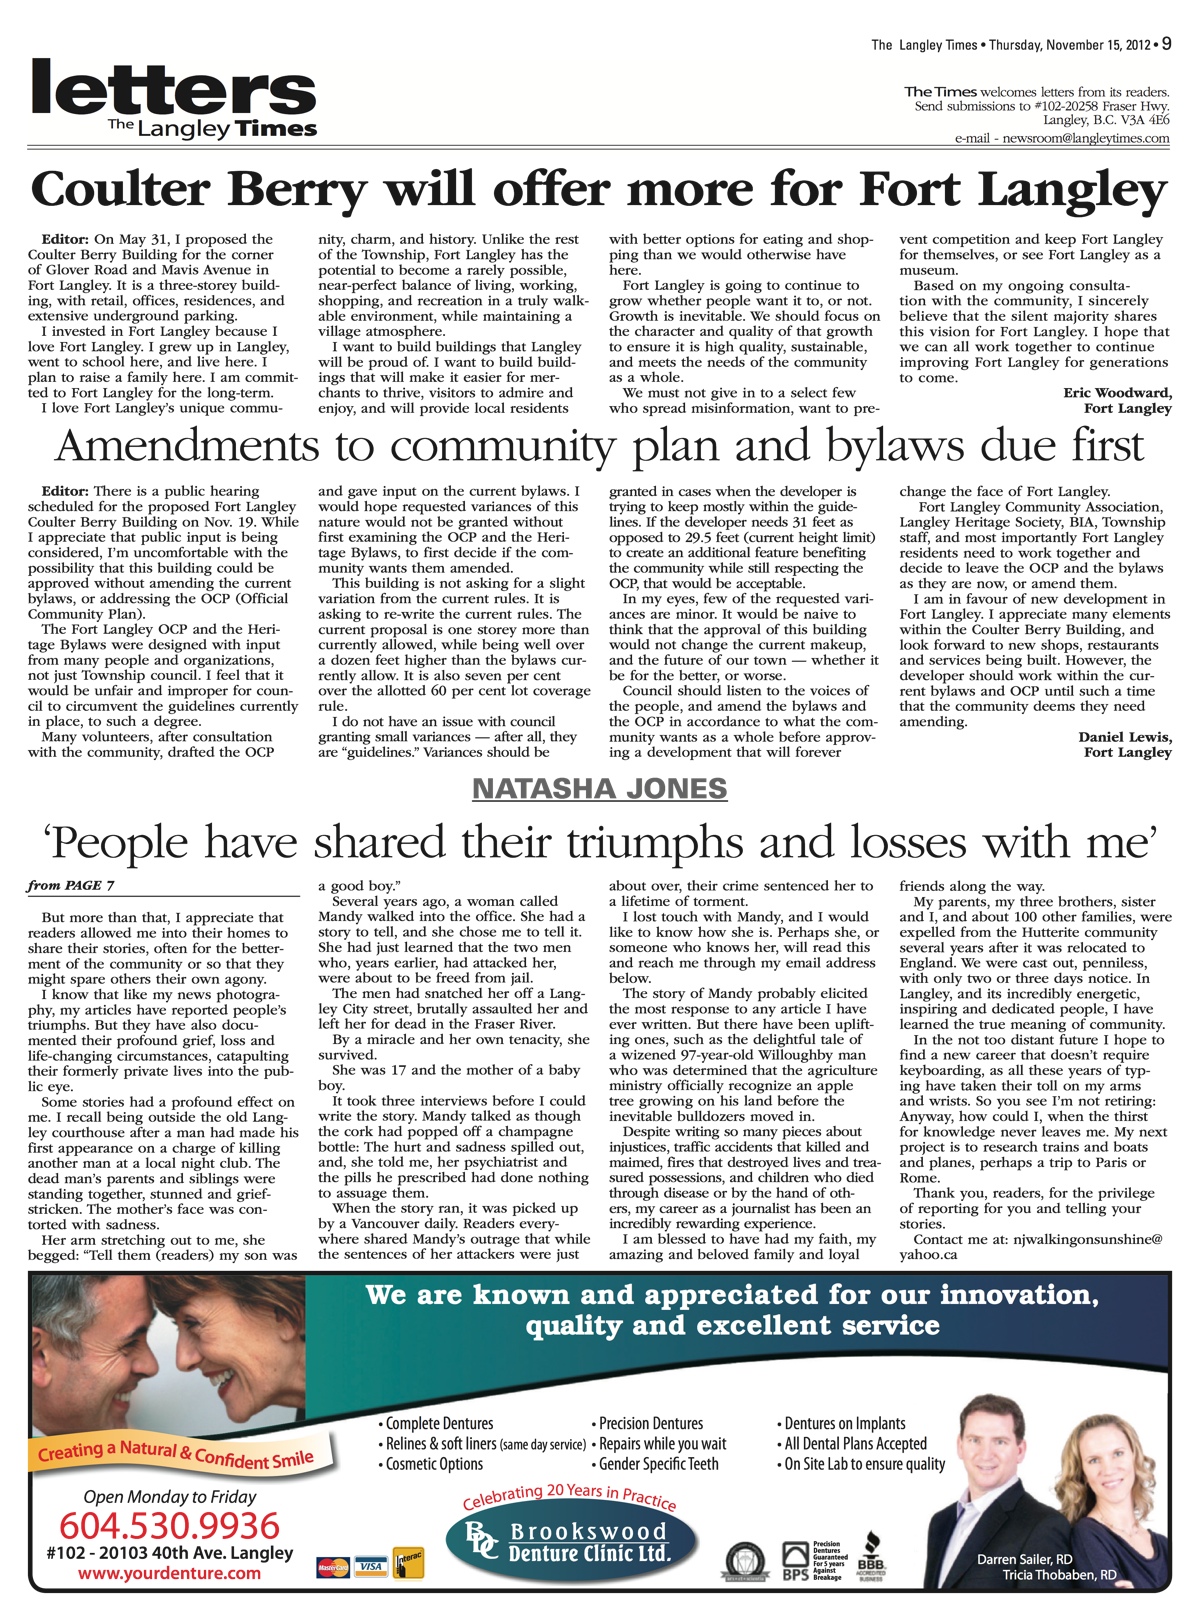 The Langley Times • Thursday, November 15, 2012 • 9
letters
The Langley Times
The Times welcomes letters from its readers.
Send submissions to #102-20258 Fraser Hwy.
Langley, B.C. V3A 4E6
e-mail - newsroom@langleytimes.com
Coulter Berry will offer more for Fort Langley
Editor: On May 31, I proposed the
Coulter Berry Building for the corner
of Glover Road and Mavis Avenue in
Fort Langley. It is a three-storey build-
ing, with retail, offices, residences, and
extensive underground parking.
I invested in Fort Langley because I
love Fort Langley. I grew up in Langley,
went to school here, and live here. I
plan to raise a family here. I am commit-
ted to Fort Langley for the long-term.
I love Fort Langley's unique commu-
nity, charm, and history. Unlike the rest
of the Township, Fort Langley has the
potential to become a rarely possible,
near-perfect balance of living, working,
shopping, and recreation in a truly walk-
able environment, while maintaining a
village atmosphere.
I want to build buildings that Langley
will be proud of. I want to build build-
ings that will make it easier for mer-
chants to thrive, visitors to admire and
enjoy, and will provide local residents
with better options for eating and shop-
ping than we would otherwise have
here.
Fort Langley is going to continue to
grow whether people want it to, or not.
Growth is inevitable. We should focus on
the character and quality of that growth
to ensure it is high quality, sustainable,
and meets the needs of the community
as a whole.
We must not give in to a select few
who spread misinformation, want to pre-
vent competition and keep Fort Langley
for themselves, or see Fort Langley as a
museum.
Based on my ongoing consulta-
tion with the community, I sincerely
believe that the silent majority shares
this vision for Fort Langley. I hope that
we can all work together to continue
improving Fort Langley for generations
to come.
Eric Woodward,
Fort Langley
Amendments to community plan and bylaws due first
Editor: There is a public hearing
scheduled for the proposed Fort Langley
Coulter Berry Building on Nov. 19. While
I appreciate that public input is being
considered, I'm uncomfortable with the
possibility that this building could be
approved without amending the current
bylaws, or addressing the OCP (Official
Community Plan).
The Fort Langley OCP and the Heri-
tage Bylaws were designed with input
from many people and organizations,
not just Township council. I feel that it
would be unfair and improper for coun-
cil to circumvent the guidelines currently
in place, to such a degree.
Many volunteers, after consultation
with the community, drafted the OCP
and gave input on the current bylaws. I
would hope requested variances of this
nature would not be granted without
first examining the OCP and the Heri-
tage Bylaws, to first decide if the com-
munity wants them amended.
This building is not asking for a slight
variation from the current rules. It is
asking to re-write the current rules. The
current proposal is one storey more than
currently allowed, while being well over
a dozen feet higher than the bylaws cur-
rently allow. It is also seven per cent
over the allotted 60 per cent lot coverage
rule.
I do not have an issue with council
granting small variances — after all, they
are "guidelines." Variances should be
granted in cases when the developer is
trying to keep mostly within the guide-
lines. If the developer needs 31 feet as
opposed to 29.5 feet (current height limit)
to create an additional feature benefiting
the community while still respecting the
OCP, that would be acceptable.
In my eyes, few of the requested vari-
ances are minor. It would be naive to
think that the approval of this building
would not change the current makeup,
and the future of our town — whether it
be for the better, or worse.
Council should listen to the voices of
the people, and amend the bylaws and
the OCP in accordance to what the com-
munity wants as a whole before approv-
ing a development that will forever
change the face of Fort Langley.
Fort Langley Community Association,
Langley Heritage Society, BIA, Township
staff, and most importantly Fort Langley
residents need to work together and
decide to leave the OCP and the bylaws
as they are now, or amend them.
I am in favour of new development in
Fort Langley. I appreciate many elements
within the Coulter Berry Building, and
look forward to new shops, restaurants
and services being built. However, the
developer should work within the cur-
rent bylaws and OCP until such a time
that the community deems they need
amending.
Daniel Lewis,
Fort Langley
NATASHA JONES
'People have shared their triumphs and losses with me'
from PAGE 7
But more than that, I appreciate that
readers allowed me into their homes to
share their stories, often for the better-
ment of the community or so that they
might spare others their own agony.
I know that like my news photogra-
phy, my articles have reported people's
triumphs. But they have also docu-
mented their profound grief, loss and
life-changing circumstances, catapulting
their formerly private lives into the pub-
lic eye.
Some stories had a profound effect on
me. I recall being outside the old Lang-
ley courthouse after a man had made his
first appearance on a charge of killing
another man at a local night club. The
dead man's parents and siblings were
standing together, stunned and grief-
stricken. The mother's face was con-
torted with sadness.
Her arm stretching out to me, she
begged: "Tell them (readers) my son was
a good boy."
Several years ago, a woman called
Mandy walked into the office. She had a
story to tell, and she chose me to tell it.
She had just learned that the two men
who, years earlier, had attacked her,
were about to be freed from jail.
The men had snatched her off a Lang-
ley City street, brutally assaulted her and
left her for dead in the Fraser River.
By a miracle and her own tenacity, she
survived.
She was 17 and the mother of a baby
boy.
It took three interviews before I could
write the story. Mandy talked as though
the cork had popped off a champagne
bottle: The hurt and sadness spilled out,
and, she told me, her psychiatrist and
the pills he prescribed had done nothing
to assuage them.
When the story ran, it was picked up
by a Vancouver daily. Readers every-
where shared Mandy's outrage that while
the sentences of her attackers were just
about over, their crime sentenced her to
a lifetime of torment.
I lost touch with Mandy, and I would
like to know how she is. Perhaps she, or
someone who knows her, will read this
and reach me through my email address
below.
The story of Mandy probably elicited
the most response to any article I have
ever written. But there have been uplift-
ing ones, such as the delightful tale of
a wizened 97-year-old Willoughby man
who was determined that the agriculture
ministry officially recognize an apple
tree growing on his land before the
inevitable bulldozers moved in.
Despite writing so many pieces about
injustices, traffic accidents that killed and
maimed, fires that destroyed lives and trea-
sured possessions, and children who died
through disease or by the hand of oth-
ers, my career as a journalist has been an
incredibly rewarding experience.
I am blessed to have had my faith, my
amazing and beloved family and loyal
friends along the way.
My parents, my three brothers, sister
and I, and about 100 other families, were
expelled from the Hutterite community
several years after it was relocated to
England. We were cast out, penniless,
with only two or three days notice. In
Langley, and its incredibly energetic,
inspiring and dedicated people, I have
learned the true meaning of community.
In the not too distant future I hope to
find a new career that doesn't require
keyboarding, as all these years of typ-
ing have taken their toll on my arms
and wrists. So you see I'm not retiring:
Anyway, how could I, when the thirst
for knowledge never leaves me. My next
project is to research trains and boats
and planes, perhaps a trip to Paris or
Rome.
Thank you, readers, for the privilege
of reporting for you and telling your
stories.
Contact me at: njwalkingonsunshine@
yahoo.ca
We are known and appreciated for our innovation,
quality and excellent service
• Complete Dentures
• Relines & soft liners (same day service)
• Cosmetic Options
• Precision Dentures
• Repairs while you wait
• Gender Specific Teeth
• Dentures on Implants
• All Dental Plans Accepted
• On Site Lab to ensure quality
Creating a Natural & Confident Smile
Open Monday to Friday
604.530.9936
#102 - 20103 40th Ave. Langley
www.yourdenture.com
MasterCard
VISA
Interac
Celebrating 20 Years in Practice
BDC
Brookswood
Denture Clinic Ltd.
BPS
Precision
Dentures
Guaranteed
For 5 years
Against
Breakage
BBB
ACCREDITED
BUSINESS
Darren Sailer, RD
Tricia Thobaben, RD